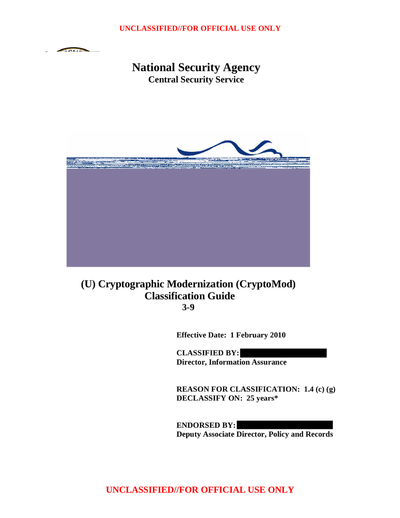 UNCLASSIFIED//FOR OFFICIAL USE ONLY
National Security Agency
Central Security Service
(U) Cryptographic Modernization (CryptoMod)
Classification Guide
3-9
Effective Date: 1 February 2010
CLASSIFIED BY:
Director, Information Assurance
REASON FOR CLASSIFICATION: 1.4 (c) (g)
DECLASSIFY ON: 25 years*
ENDORSED BY:
Deputy Associate Director, Policy and Records
UNCLASSIFIED//FOR OFFICIAL USE ONLY